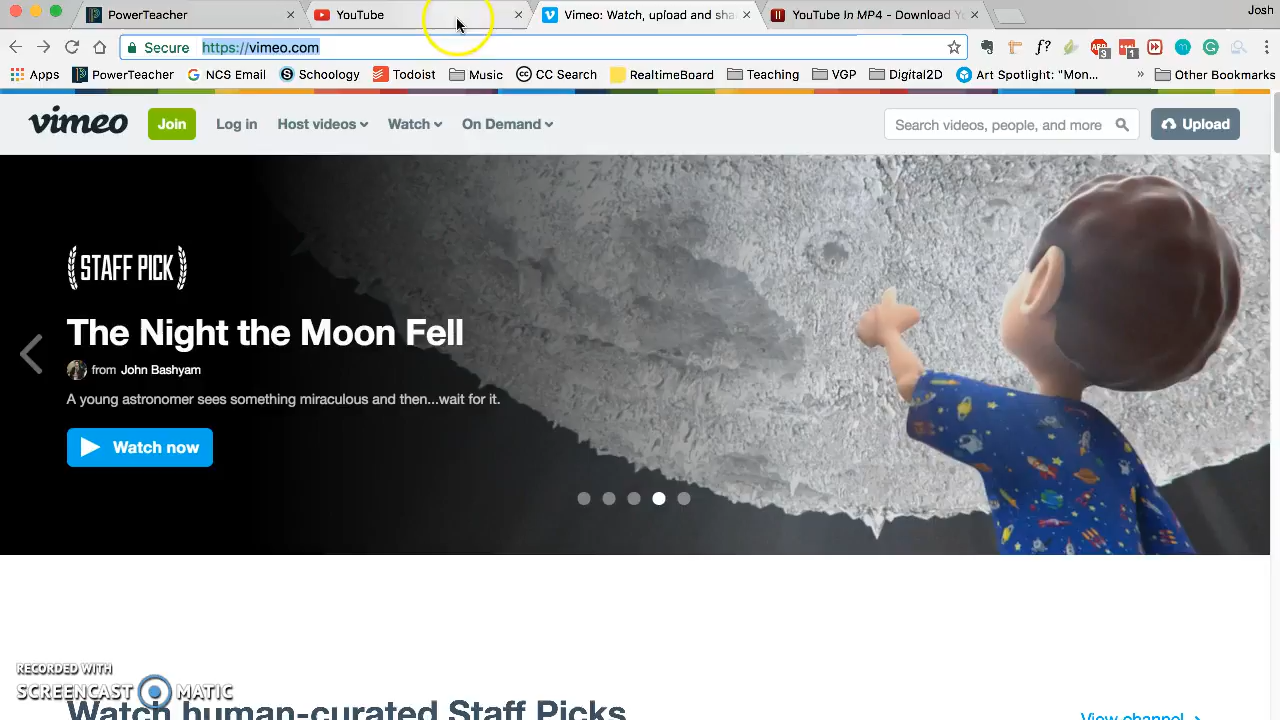 PowerTeacher
YouTube
Vimeo: Watch, upload and sha
YouTube In MP4 - Download Yo
Josh
Secure
https://vimeo.com
f?
3
1
Apps
PowerTeacher
NCS Email
Schoology
Todoist
Music
CC Search
RealtimeBoard
Teaching
VGP
Digital2D
Art Spotlight: "Mon...
»
Other Bookmarks
vimeo
Join
Log in
Host videos
Watch
On Demand
Search videos, people, and more
Upload
STAFF PICK
The Night the Moon Fell
from John Bashyam
A young astronomer sees something miraculous and then...wait for it.
Watch now
RECORDED WITH
SCREENCAST MATIC
Watch human-curated Staff Picks
View channel